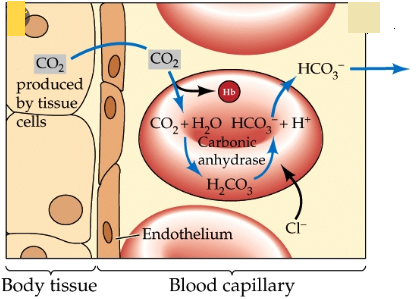 CO₂
produced
by tissue
cells
CO₂
Hb
HCO₃⁻
CO₂+H₂O HCO₃⁻+H⁺
Carbonic
anhydrase
H₂CO₃
Cl⁻
Endothelium
Body tissue
Blood capillary